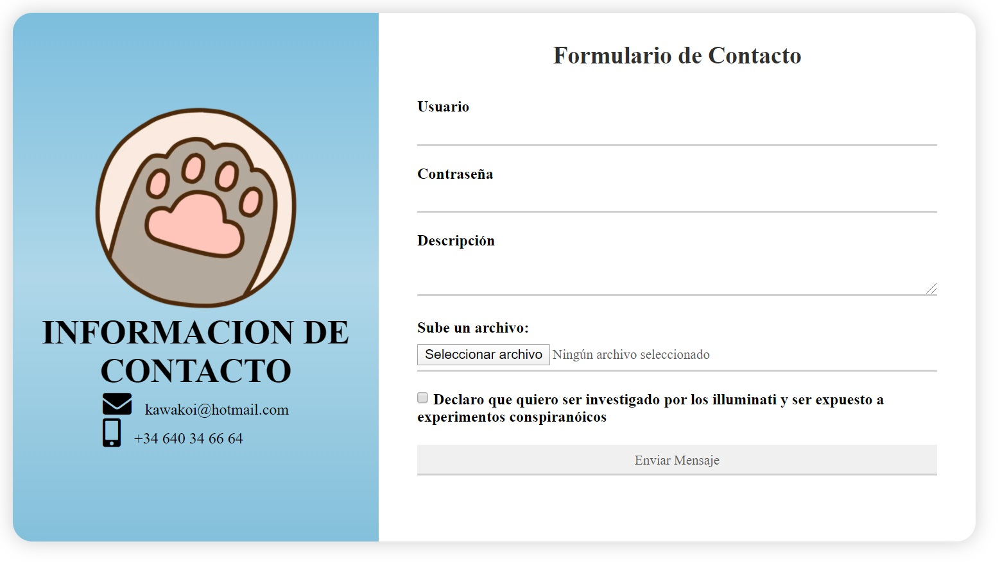 INFORMACION DE
CONTACTO
kawakoi@hotmail.com
+34 640 34 66 64
Formulario de Contacto
Usuario
Contraseña
Descripción
Sube un archivo:
Seleccionar archivo Ningún archivo seleccionado
Declaro que quiero ser investigado por los illuminati y ser expuesto a
experimentos conspiranóicos
Enviar Mensaje